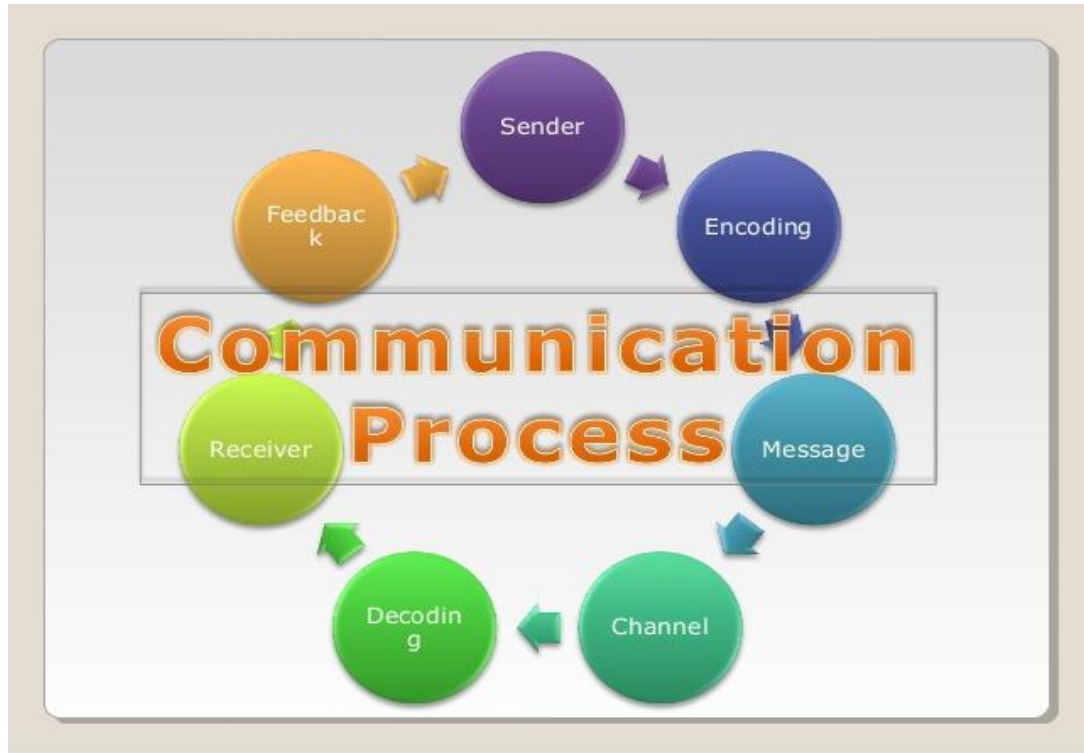 Sender
Encoding
Feedbac
k
Communication
Process
Receiver
Message
Decodin
g
Channel